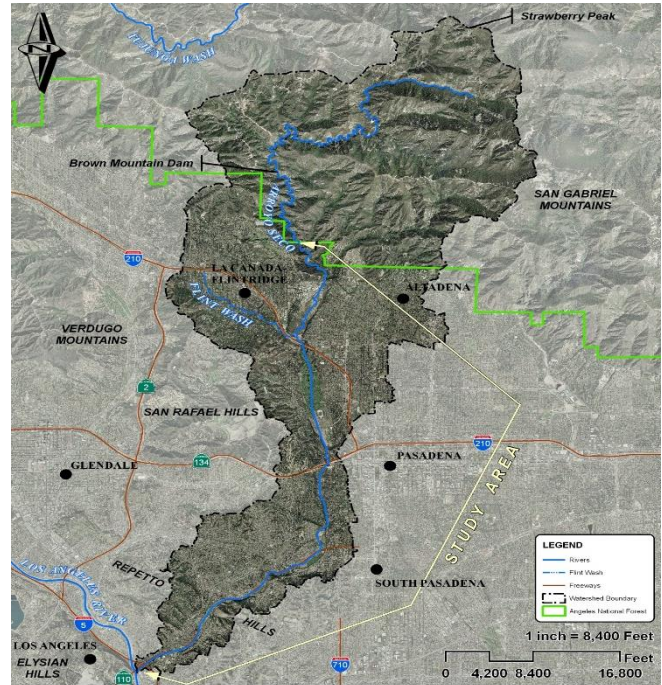 Strawberry Peak
TUJUNGA WASH
N
Brown Mountain Dam
ARROYO SECO
SAN GABRIEL
MOUNTAINS
210
LA CANADA
FLINTRIDGE
ALTADENA
FLINT WASH
VERDUGO
MOUNTAINS
2
SAN RAFAEL HILLS
210
134
PASADENA
GLENDALE
STUDY AREA
LEGEND
Rivers
Flint Wash
Freeways
Watershed Boundary
Angeles National Forest
REPETTO
HILLS
SOUTH PASADENA
LOS ANGELES RIVER
5
1 inch = 8,400 Feet
Feet
0 4,200 8,400 16,800
LOS ANGELES
ELYSIAN
HILLS
110
710